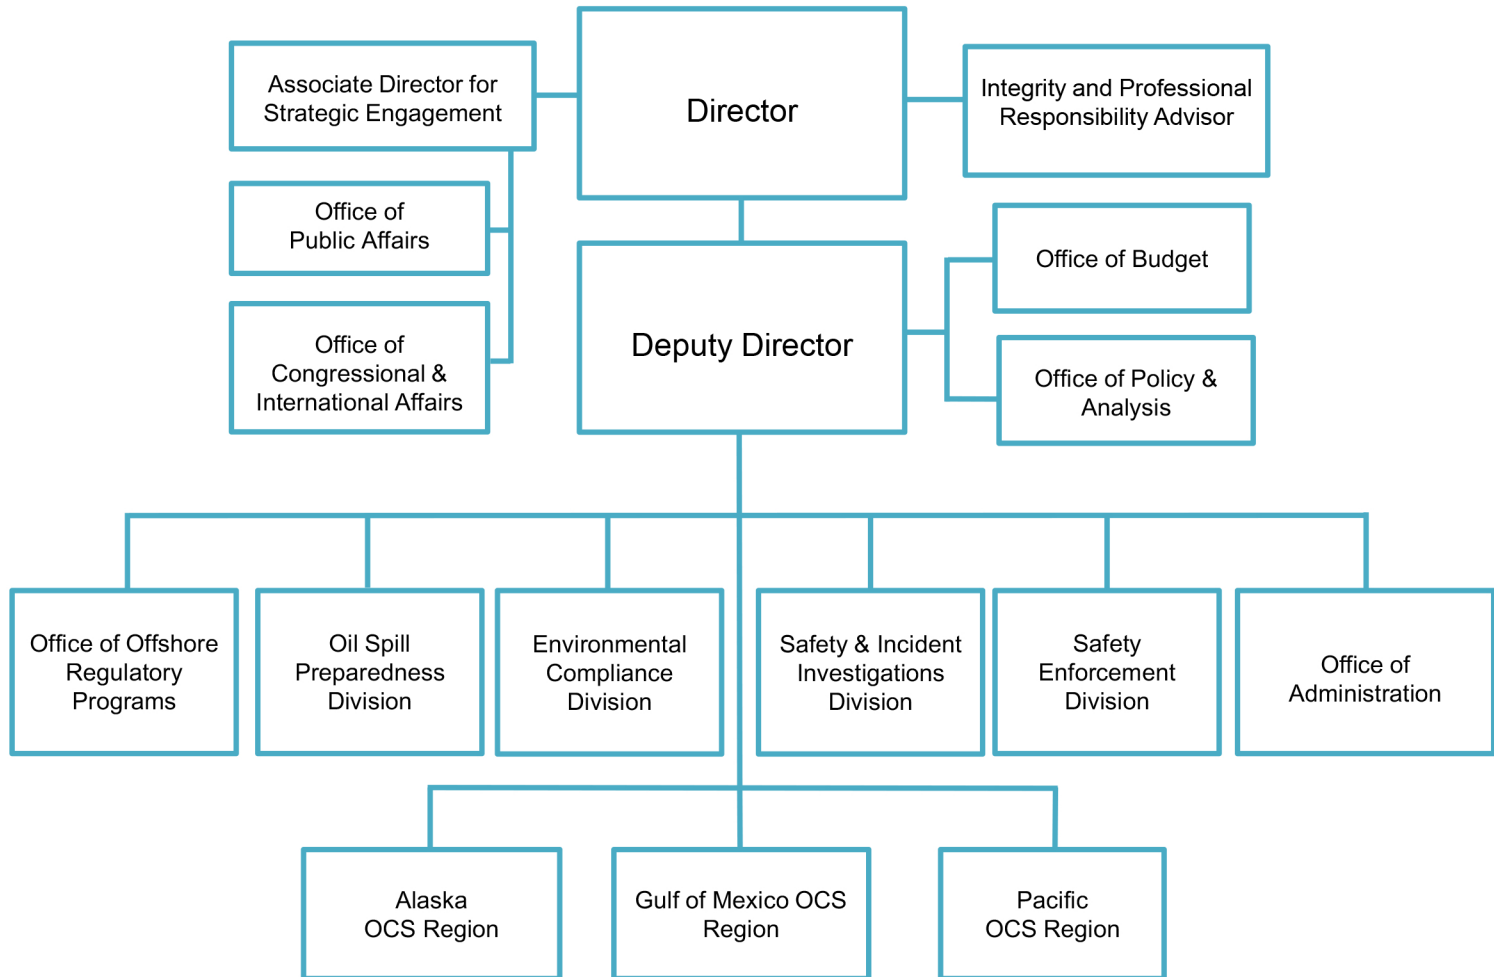 Director
Associate Director for
Strategic Engagement
Integrity and Professional
Responsibility Advisor
Office of
Public Affairs
Office of
Congressional &
International Affairs
Deputy Director
Office of Budget
Office of Policy &
Analysis
Office of Offshore
Regulatory
Programs
Oil Spill
Preparedness
Division
Environmental
Compliance
Division
Safety & Incident
Investigations
Division
Safety
Enforcement
Division
Office of
Administration
Alaska
OCS Region
Gulf of Mexico OCS
Region
Pacific
OCS Region